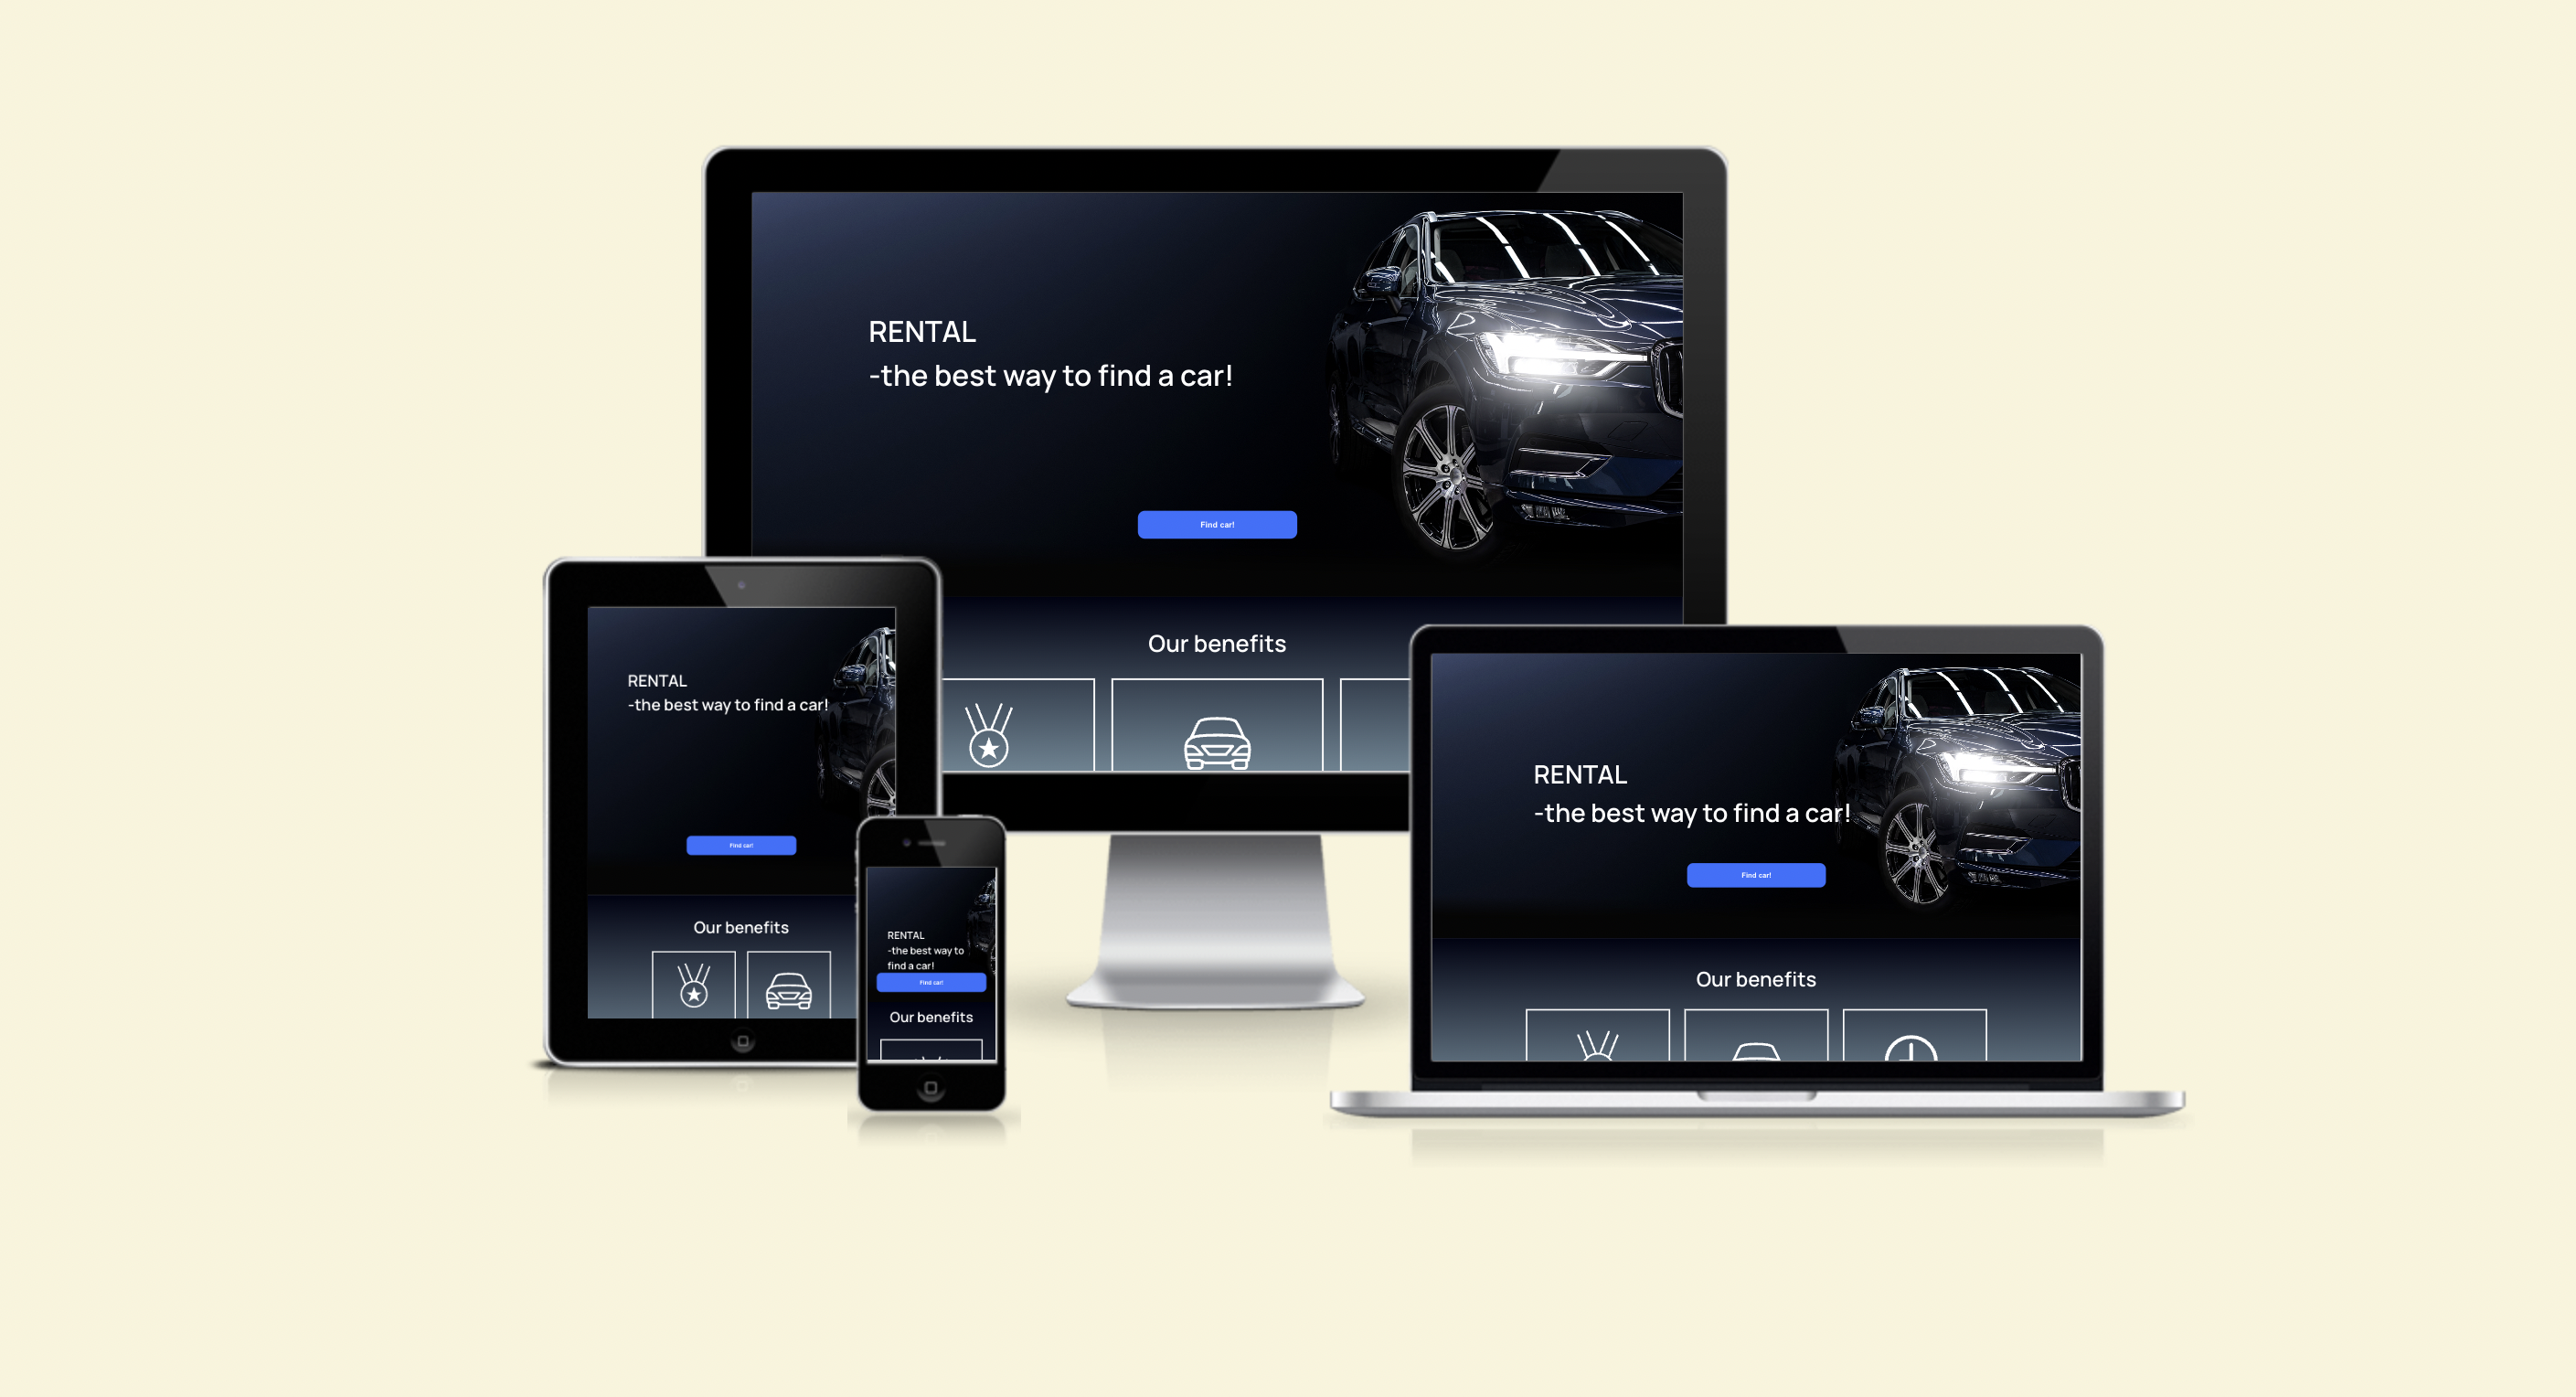 RENTAL
-the best way to find a car!
Find car!
Our benefits
RENTAL
-the best way to find a car!
Find car!
Our benefits
RENTAL
-the best way to
find a car!
Find car!
Our benefits
RENTAL
-the best way to find a car!
Find car!
Our benefits